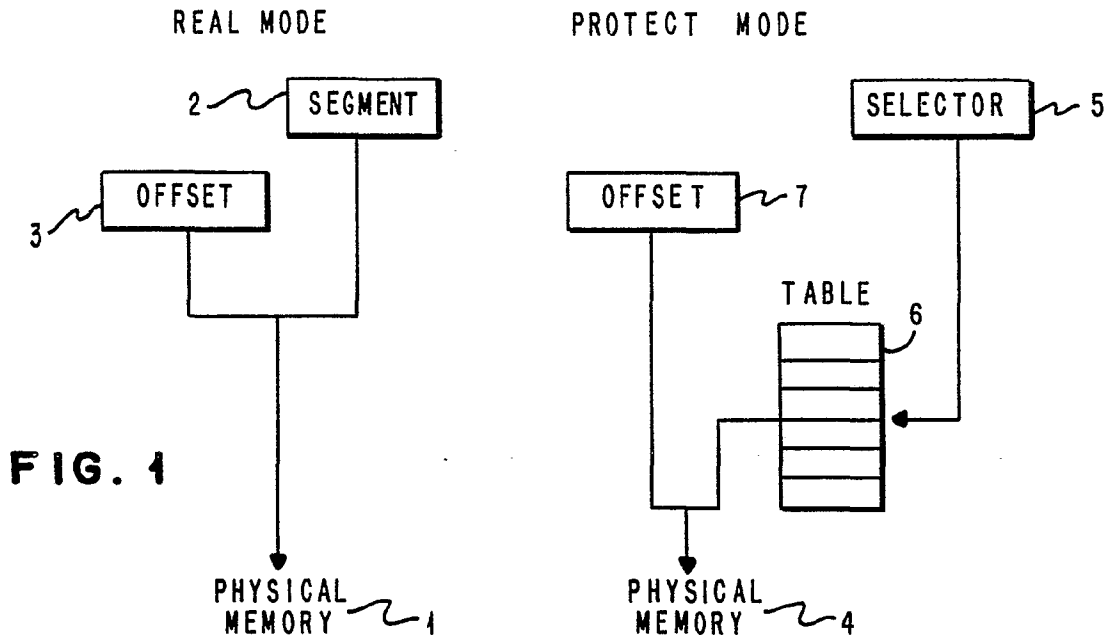 REAL MODE
2 SEGMENT
OFFSET
3
PHYSICAL
MEMORY 1
PROTECT MODE
SELECTOR 5
OFFSET 7
TABLE
6
PHYSICAL
MEMORY 4
FIG. 1